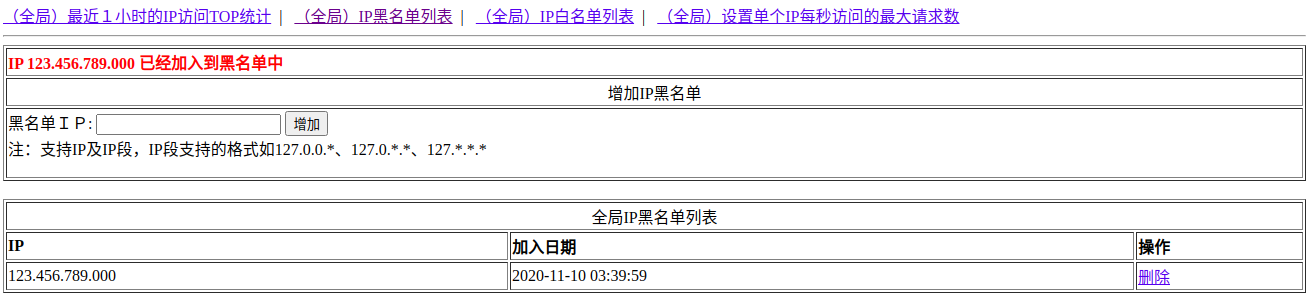 （全局）最近１小时的IP访问TOP统计 | （全局）IP黑名单列表 | （全局）IP白名单列表 | （全局）设置单个IP每秒访问的最大请求数
IP 123.456.789.000 已经加入到黑名单中
增加IP黑名单
黑名单ＩＰ: 增加
注：支持IP及IP段，IP段支持的格式如127.0.0.*、127.0.*.*、127.*.*.*
全局IP黑名单列表
IP 加入日期 操作
123.456.789.000 2020-11-10 03:39:59 删除